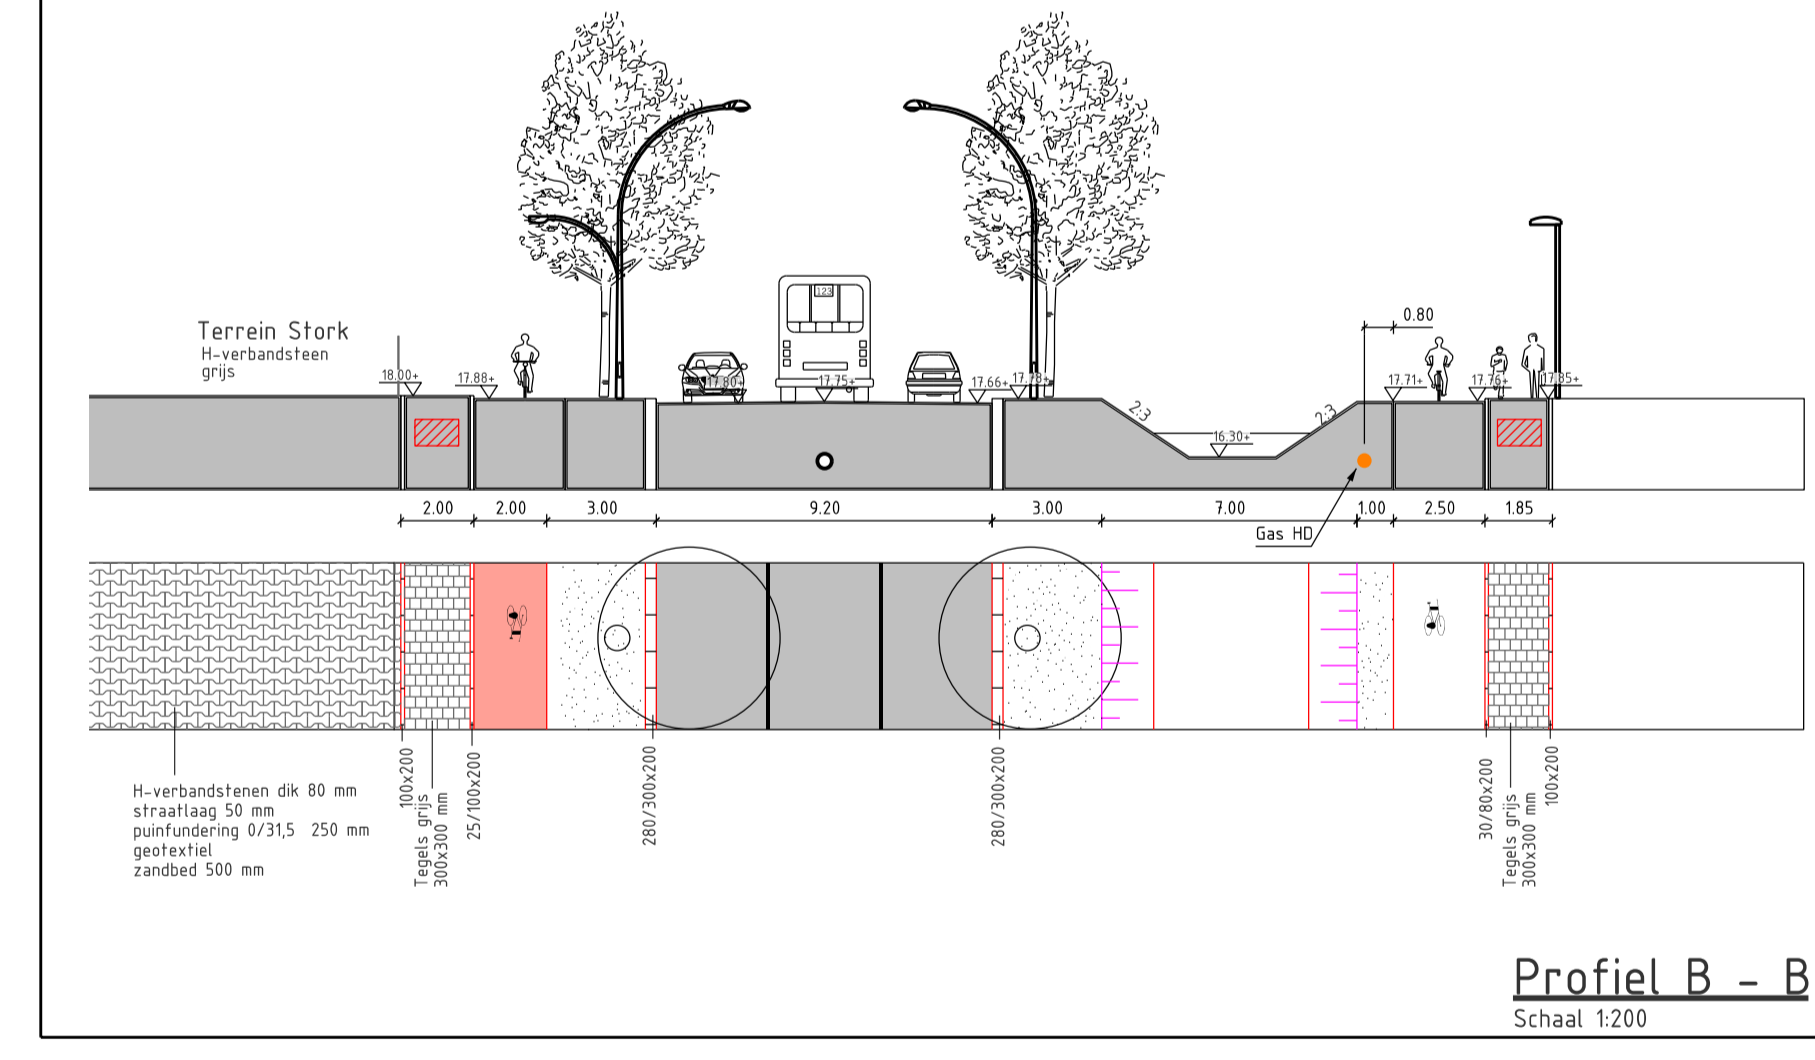 123
Terrein Stork
H-verbandsteen
grijs
0.80
18.00+
17.88+
17.80+
17.75+
17.66+
17.78+
2:3
16.30+
2:3
17.71+
17.76+
17.85+
2.00
2.00
3.00
9.20
3.00
7.00
1.00
2.50
1.85
Gas HD
H-verbandstenen dik 80 mm
straatlaag 50 mm
puinfundering 0/31,5 250 mm
geotextiel
zandbed 500 mm
100x200
Tegels grijs
300x300 mm
25/100x200
280/300x200
280/300x200
30/80x200
Tegels grijs
300x300 mm
100x200
Profiel B - B
Schaal 1:200